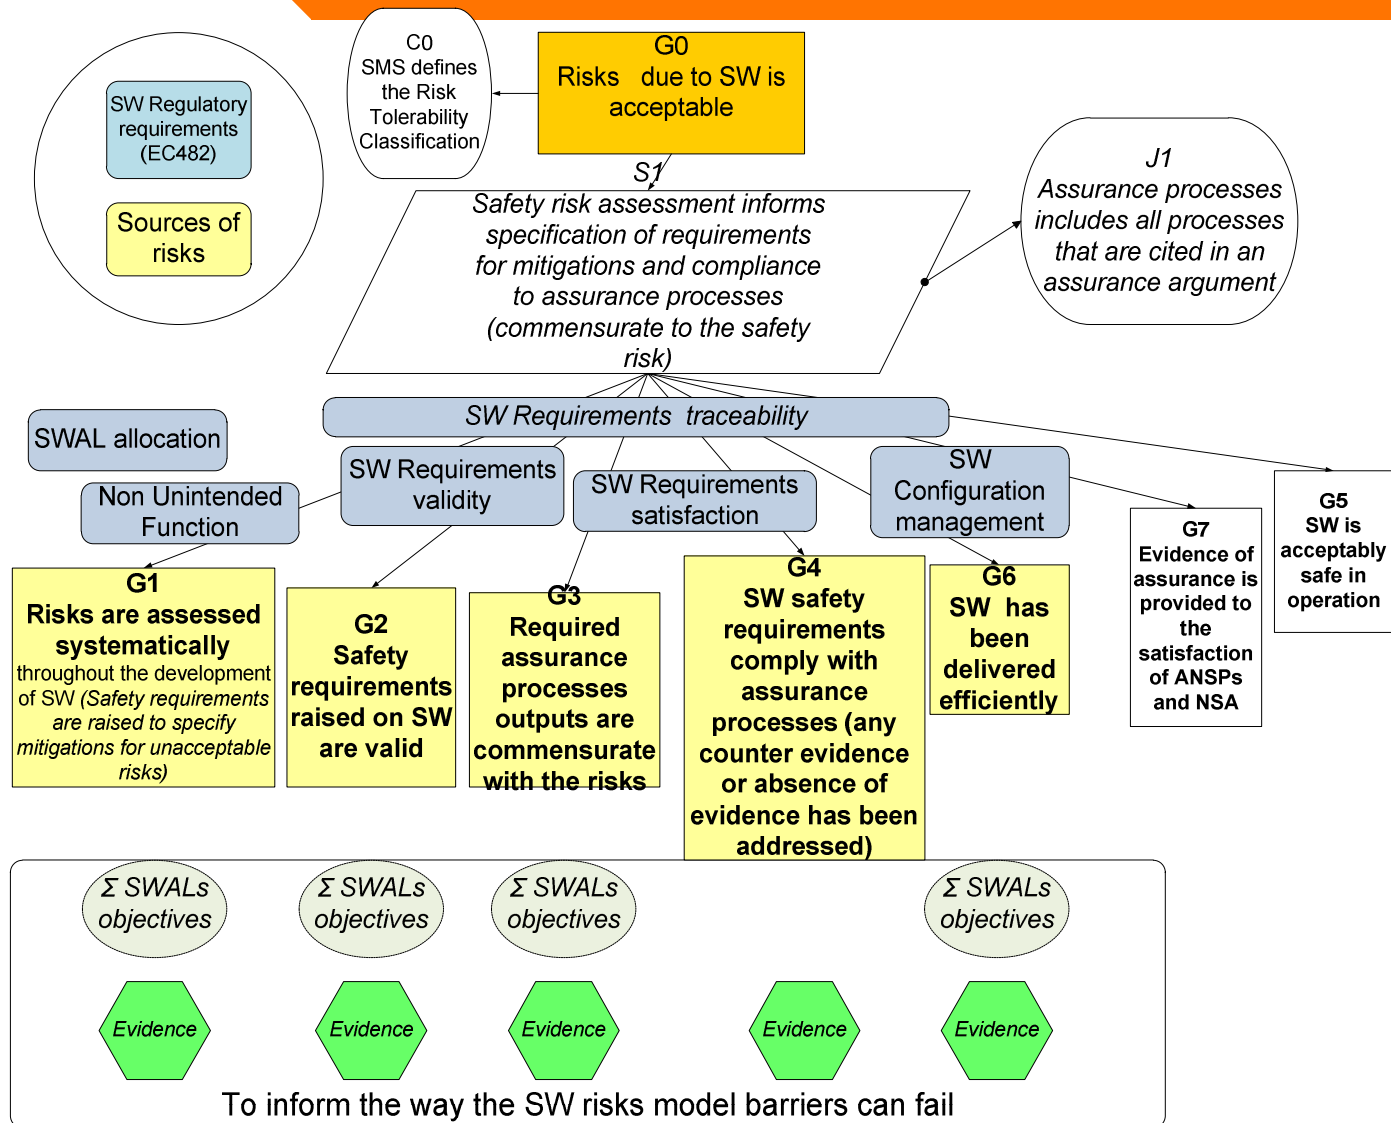 C0
SMS defines
the Risk
Tolerability
Classification
G0
Risks due to SW is
acceptable
SW Regulatory
requirements
(EC482)
Sources of
risks
S1
Safety risk assessment informs
specification of requirements
for mitigations and compliance
to assurance processes
(commensurate to the safety
risk)
J1
Assurance processes
includes all processes
that are cited in an
assurance argument
SW Requirements traceability
SWAL allocation
SW Requirements
validity
SW
Configuration
management
Non Unintended
Function
SW Requirements
satisfaction
G1
Risks are assessed
systematically
throughout the development
of SW (Safety requirements
are raised to specify
mitigations for unacceptable
risks)
G2
Safety
requirements
raised on SW
are valid
G3
Required
assurance
processes
outputs are
commensurate
with the risks
G4
SW safety
requirements
comply with
assurance
processes (any
counter evidence
or absence of
evidence has been
addressed)
G6
SW has
been
delivered
efficiently
G7
Evidence of
assurance is
provided to
the
satisfaction
of ANSPs
and NSA
G5
SW is
acceptably
safe in
operation
Σ SWALs
objectives
Σ SWALs
objectives
Σ SWALs
objectives
Σ SWALs
objectives
Evidence
Evidence
Evidence
Evidence
Evidence
To inform the way the SW risks model barriers can fail